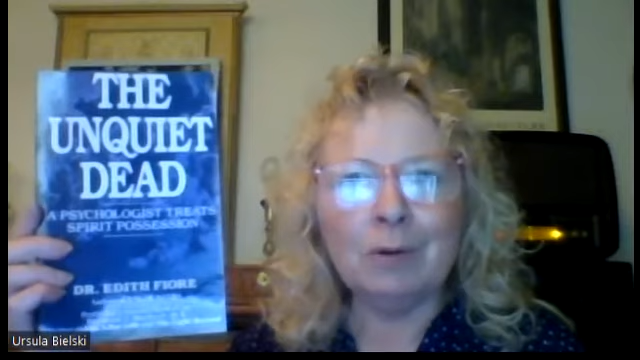 THE
UNQUIET
DEAD
A PSYCHOLOGIST TREATS
SPIRIT POSSESSION
DR. EDITH FIORE
Ursula Bielski